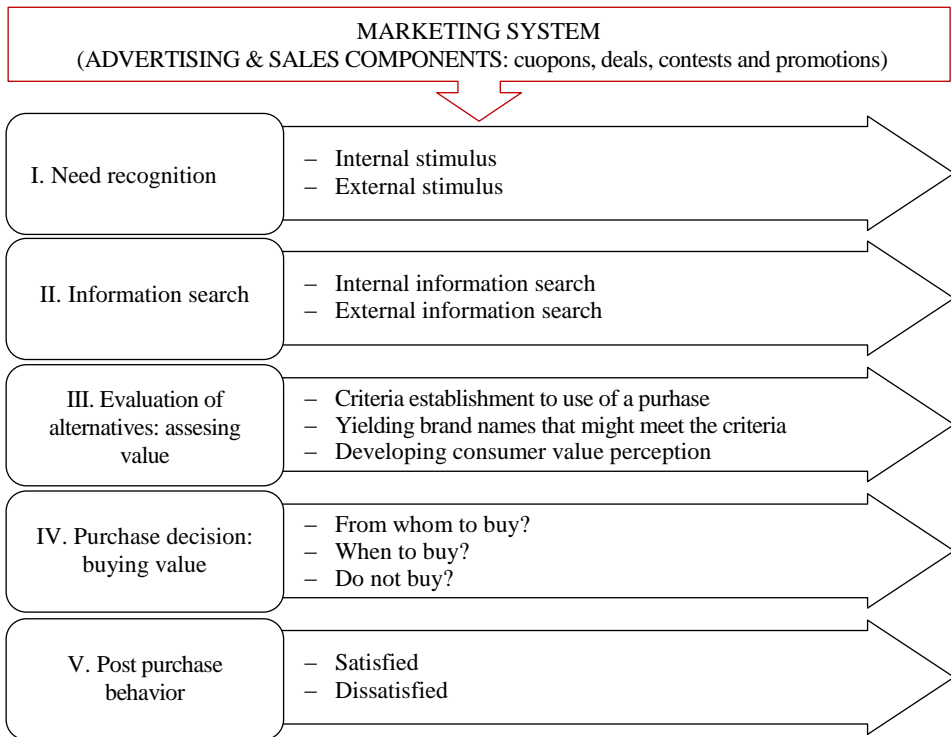 MARKETING SYSTEM
(ADVERTISING & SALES COMPONENTS: cuopons, deals, contests and promotions)
I. Need recognition
– Internal stimulus
– External stimulus
II. Information search
– Internal information search
– External information search
III. Evaluation of
alternatives: assesing
value
– Criteria establishment to use of a purhase
– Yielding brand names that might meet the criteria
– Developing consumer value perception
IV. Purchase decision:
buying value
– From whom to buy?
– When to buy?
– Do not buy?
V. Post purchase
behavior
– Satisfied
– Dissatisfied